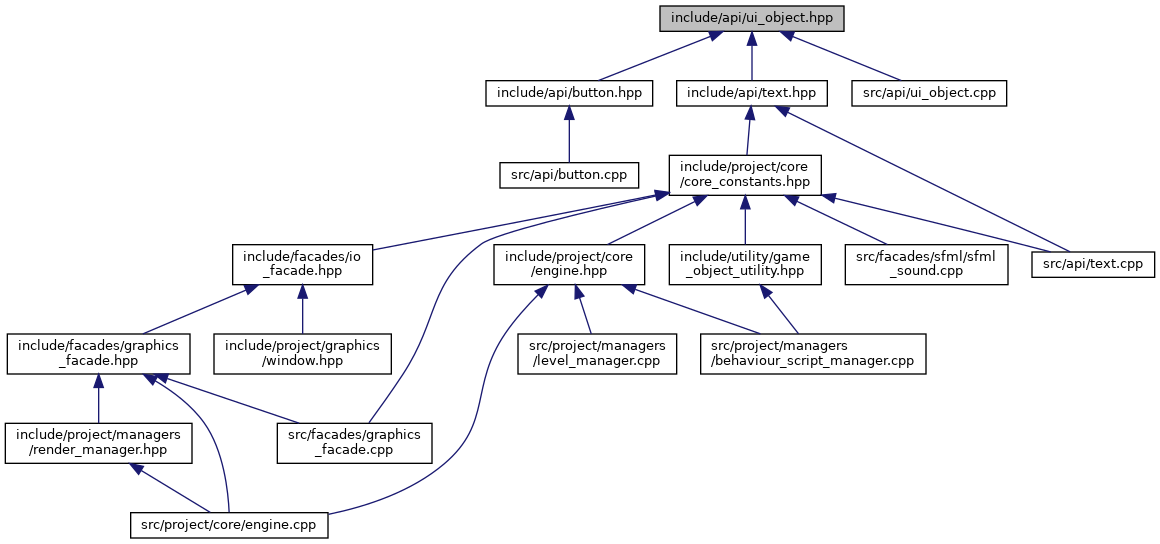 include/api/ui_object.hpp
include/api/button.hpp
include/api/text.hpp
src/api/ui_object.cpp
src/api/button.cpp
include/project/core
/core_constants.hpp
include/facades/io
_facade.hpp
include/project/core
/engine.hpp
include/utility/game
_object_utility.hpp
src/facades/sfml/sfml
_sound.cpp
src/api/text.cpp
include/facades/graphics
_facade.hpp
include/project/graphics
/window.hpp
src/project/managers
/level_manager.cpp
src/project/managers
/behaviour_script_manager.cpp
include/project/managers
/render_manager.hpp
src/facades/graphics
_facade.cpp
src/project/core/engine.cpp